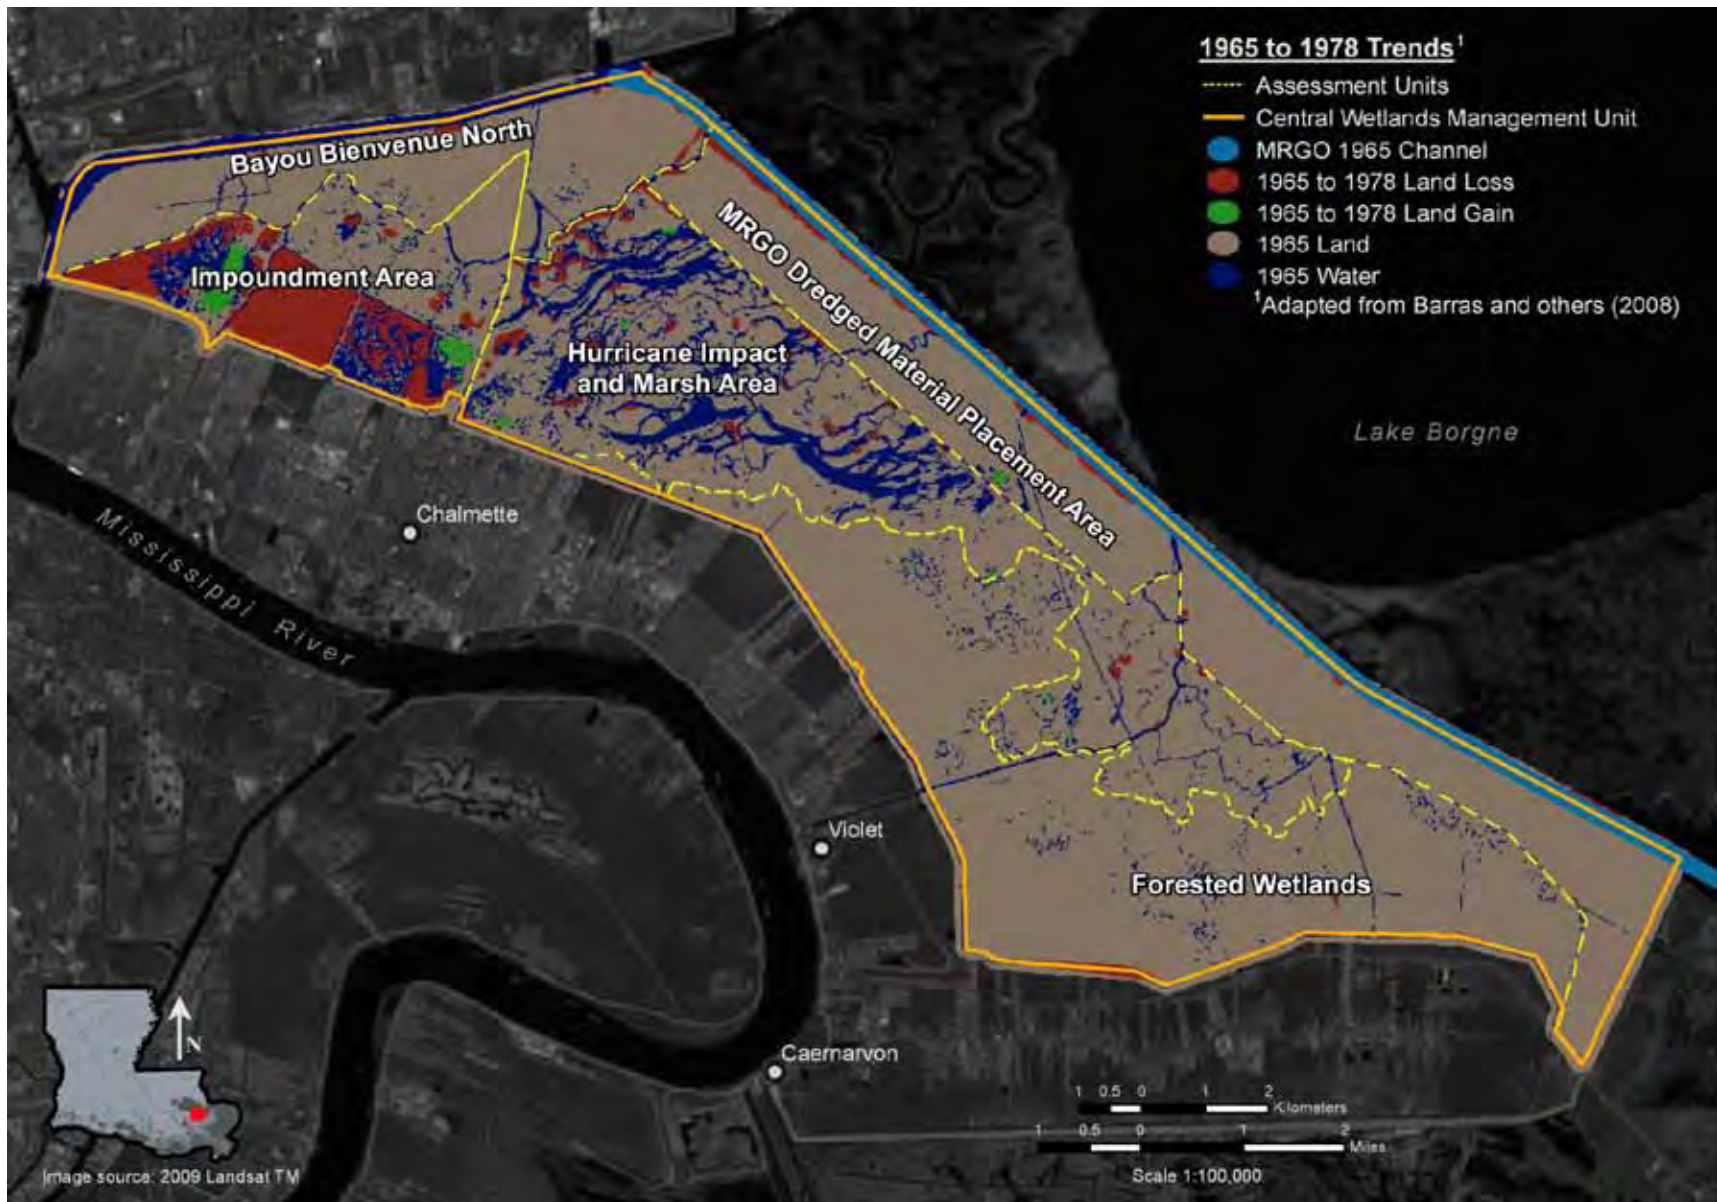 1965 to 1978 Trends¹
Assessment Units
Central Wetlands Management Unit
MRGO 1965 Channel
1965 to 1978 Land Loss
1965 to 1978 Land Gain
1965 Land
1965 Water
¹Adapted from Barras and others (2008)
Bayou Bienvenue North
Impoundment Area
MRGO Dredged Material Placement Area
Hurricane Impact
and Marsh Area
Lake Borgne
Chalmette
Mississippi River
Violet
Forested Wetlands
Caernarvon
N
1 0.5 0 1 2
Kilometers
1 0.5 0 1 2
Miles
Scale 1:100,000
Image source: 2009 Landsat TM